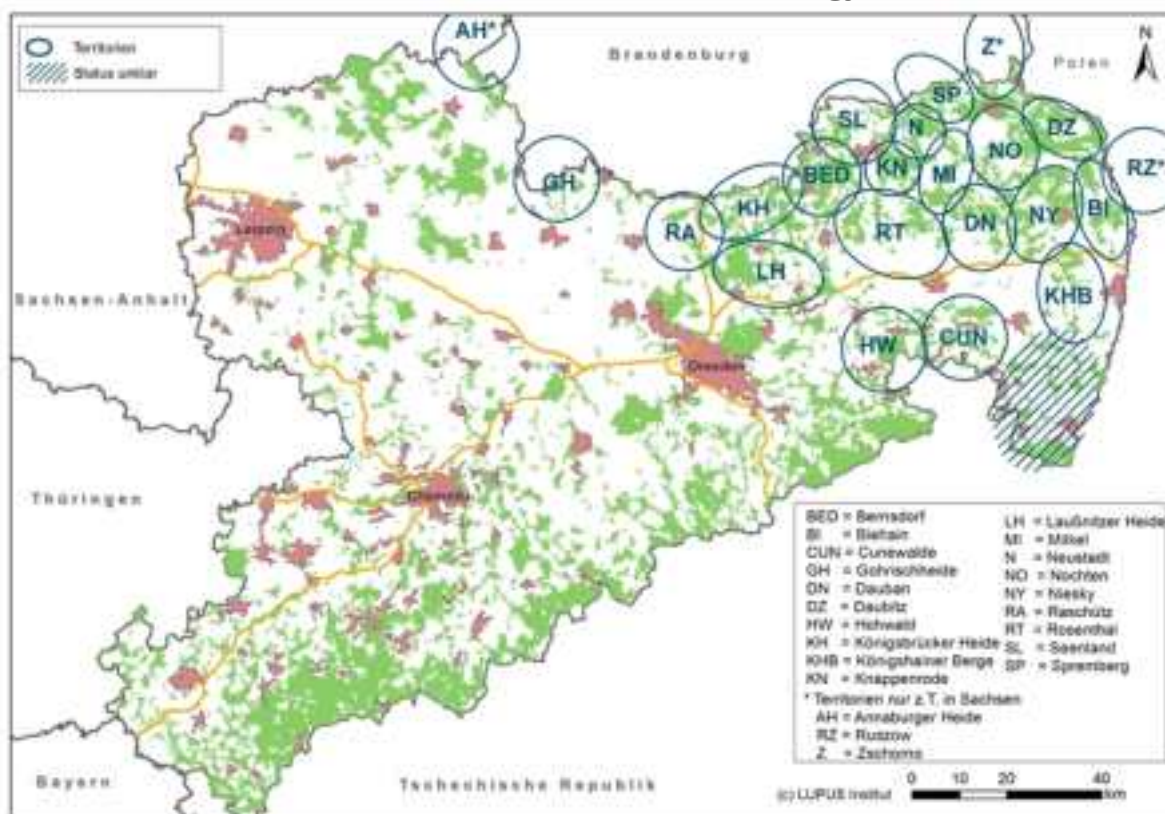 Territorien
Status unklar
AH*
Brandenburg
Z*
N
Polen
SP
SL
N
DZ
NO
GH
BED
KN
MI
RZ*
KH
NY
BI
RA
RT
DN
Leipzig
LH
Sachsen-Anhalt
KHB
HW
CUN
Dresden
Thüringen
Chemnitz
BED = Bernsdorf
BI = Biehain
CUN = Cunewalde
GH = Gohrischheide
DN = Dauban
DZ = Daubitz
HW = Hohwald
KH = Königsbrücker Heide
KHB = Königshainer Berge
KN = Knappenrode
LH = Laußnitzer Heide
MI = Milkel
N = Neustadt
NO = Nochten
NY = Niesky
RA = Raschütz
RT = Rosenthal
SL = Seenland
SP = Spremberg
* Territorien nur z.T. in Sachsen
AH = Annaburger Heide
RZ = Ruszow
Z = Zschorno
Bayern
Tschechische Republik
(c) LUPUS Institut
0 10 20 40
km